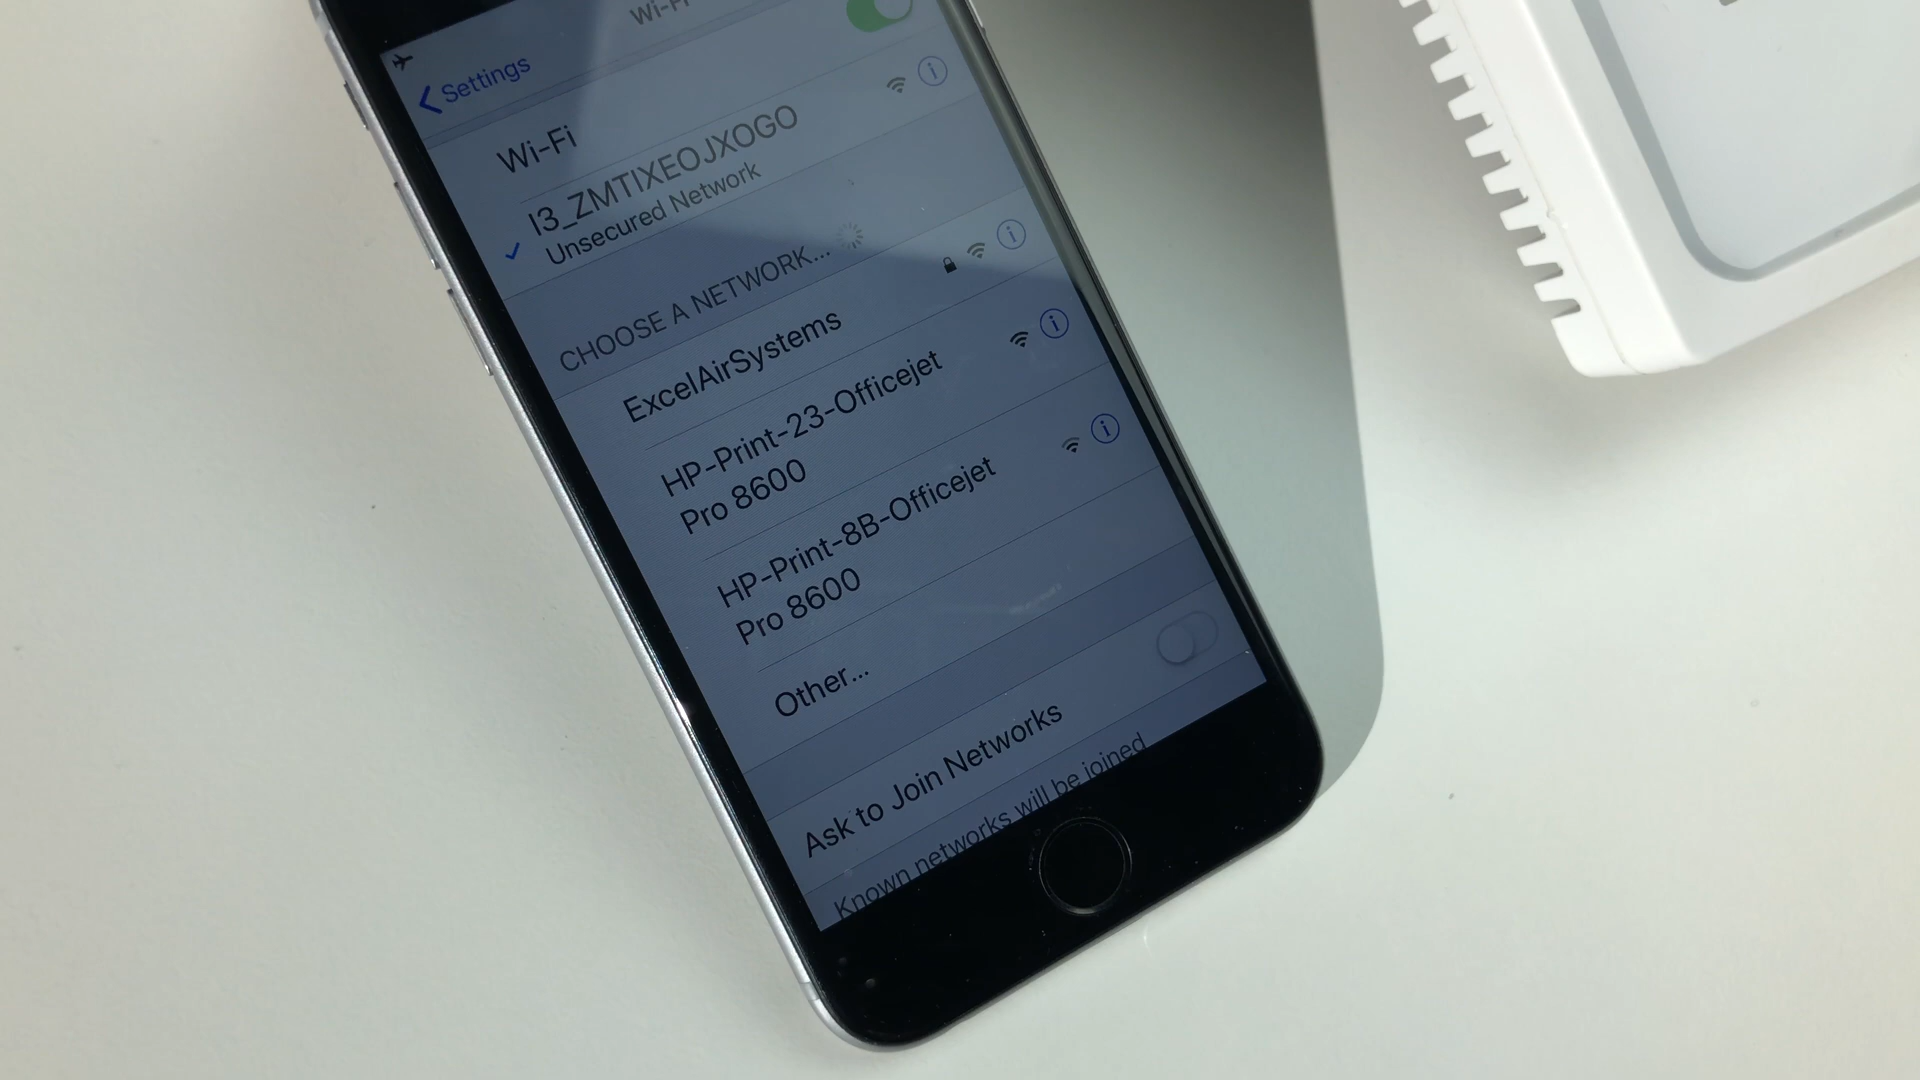 Wi-Fi
Settings
Wi-Fi
I3_ZMTIXEOJXOGO
Unsecured Network
CHOOSE A NETWORK...
ExcelAirSystems
HP-Print-23-Officejet
Pro 8600
HP-Print-8B-Officejet
Pro 8600
Other...
Ask to Join Networks
Known networks will be joined